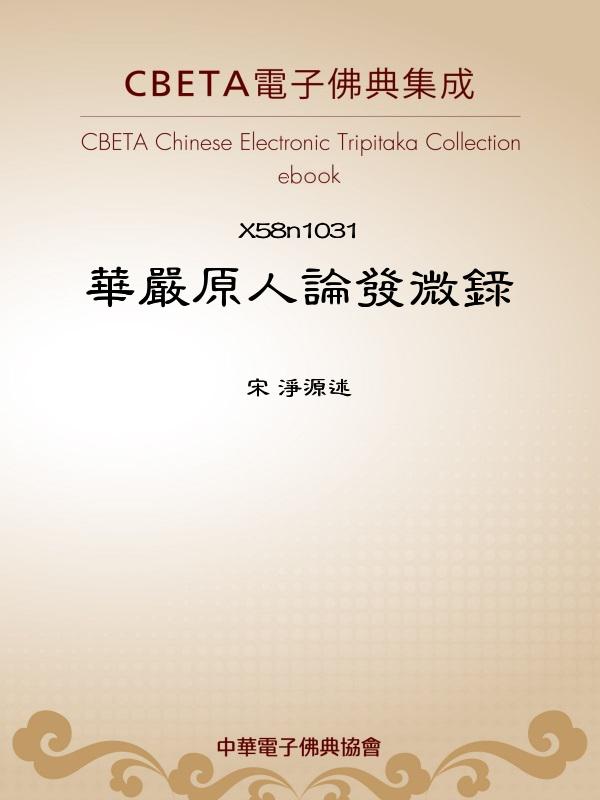 CBETA電子佛典集成
CBETA Chinese Electronic Tripitaka Collection
ebook
X58n1031
華嚴原人論發微録
宋 淨源述
中華電子佛典協會